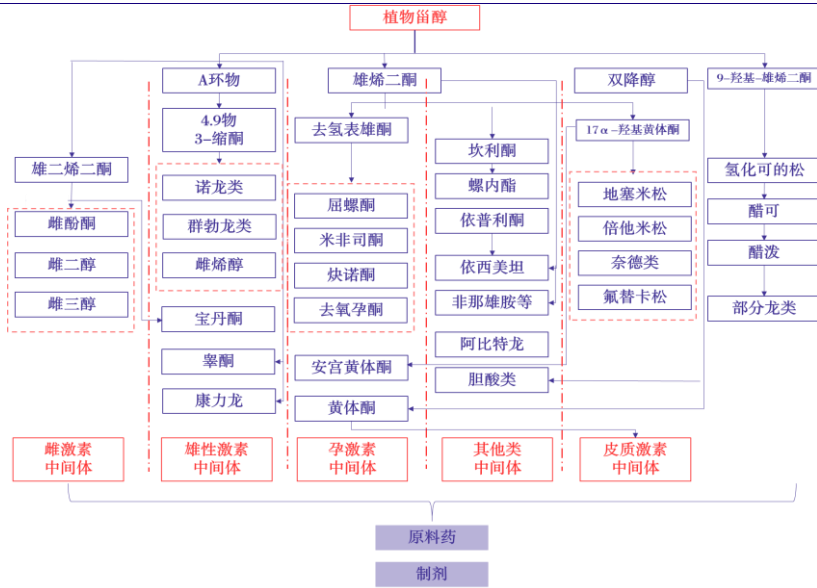 植物甾醇
A环物
雄烯二酮
双降醇
9-羟基-雄烯二酮
4.9物
3-缩酮
去氢表雄酮
17α-羟基黄体酮
雄二烯二酮
坎利酮
氢化可的松
诺龙类
螺内酯
地塞米松
屈螺酮
雌酚酮
群勃龙类
依普利酮
倍他米松
醋可
米非司酮
雌二醇
雌烯醇
依西美坦
奈德类
醋泼
炔诺酮
雌三醇
宝丹酮
去氧孕酮
非那雄胺等
氟替卡松
部分龙类
睾酮
安宫黄体酮
阿比特龙
胆酸类
康力龙
黄体酮
雌激素
中间体
雄性激素
中间体
孕激素
中间体
其他类
中间体
皮质激素
中间体
原料药
制剂